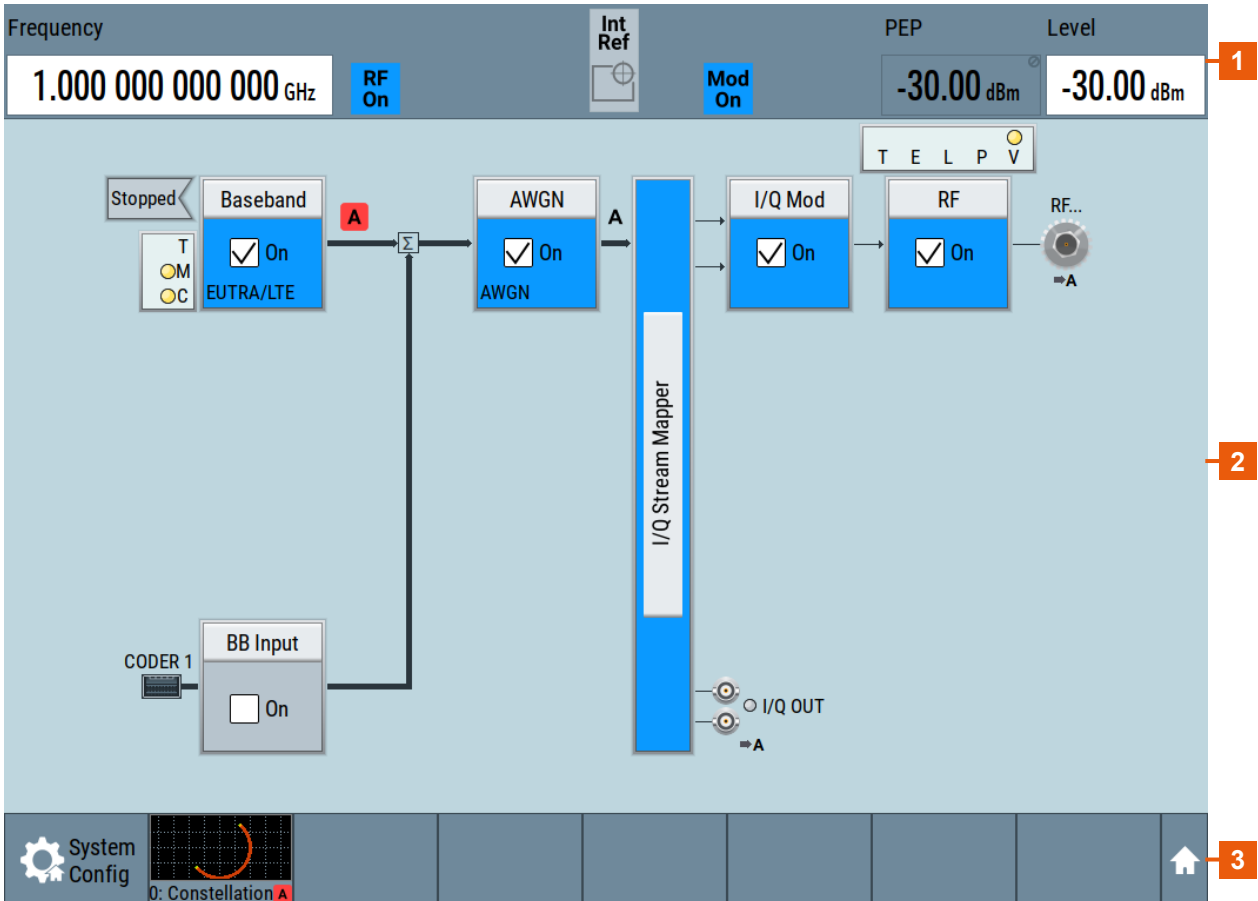 Frequency
Int
Ref
PEP
Level
1
1.000 000 000 000 GHz
RF
On
Mod
On
-30.00 dBm
-30.00 dBm
T E L P V
Stopped
Baseband
A
AWGN
A
I/Q Mod
RF
RF...
T
M
C
On
Σ
On
On
On
EUTRA/LTE
AWGN
➡A
I/Q Stream Mapper
2
CODER 1
BB Input
On
I/Q OUT
➡A
System
Config
0: Constellation A
3